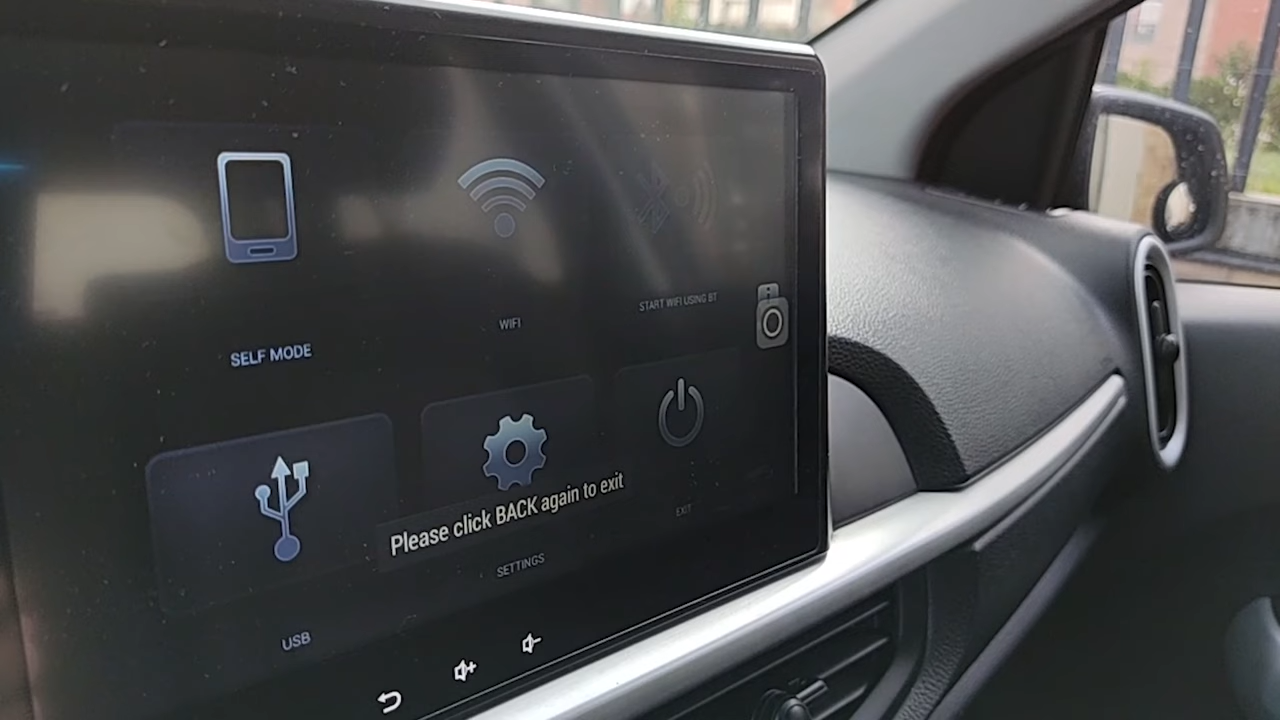 SELF MODE
WIFI
START WIFI USING BT
USB
SETTINGS
EXIT
Please click BACK again to exit